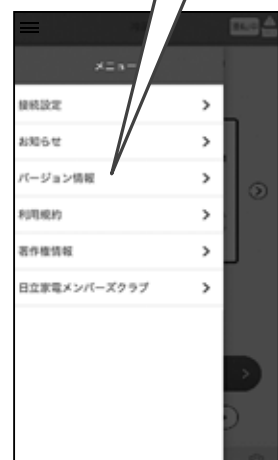 メニュー
接続設定
お知らせ
バージョン情報
利用規約
著作権情報
日立家電メンバーズクラブ